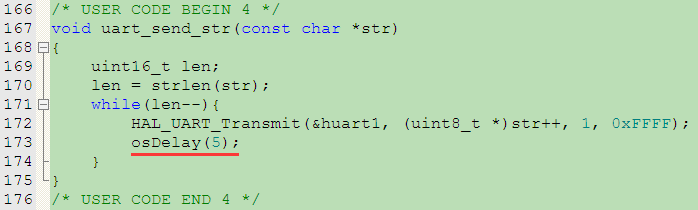 166 /* USER CODE BEGIN 4 */
167 void uart_send_str(const char *str)
168 {
169     uint16_t len;
170     len = strlen(str);
171     while(len--){
172         HAL_UART_Transmit(&huart1, (uint8_t *)str++, 1, 0xFFFF);
173         osDelay(5);
174     }
175 }
176 /* USER CODE END 4 */